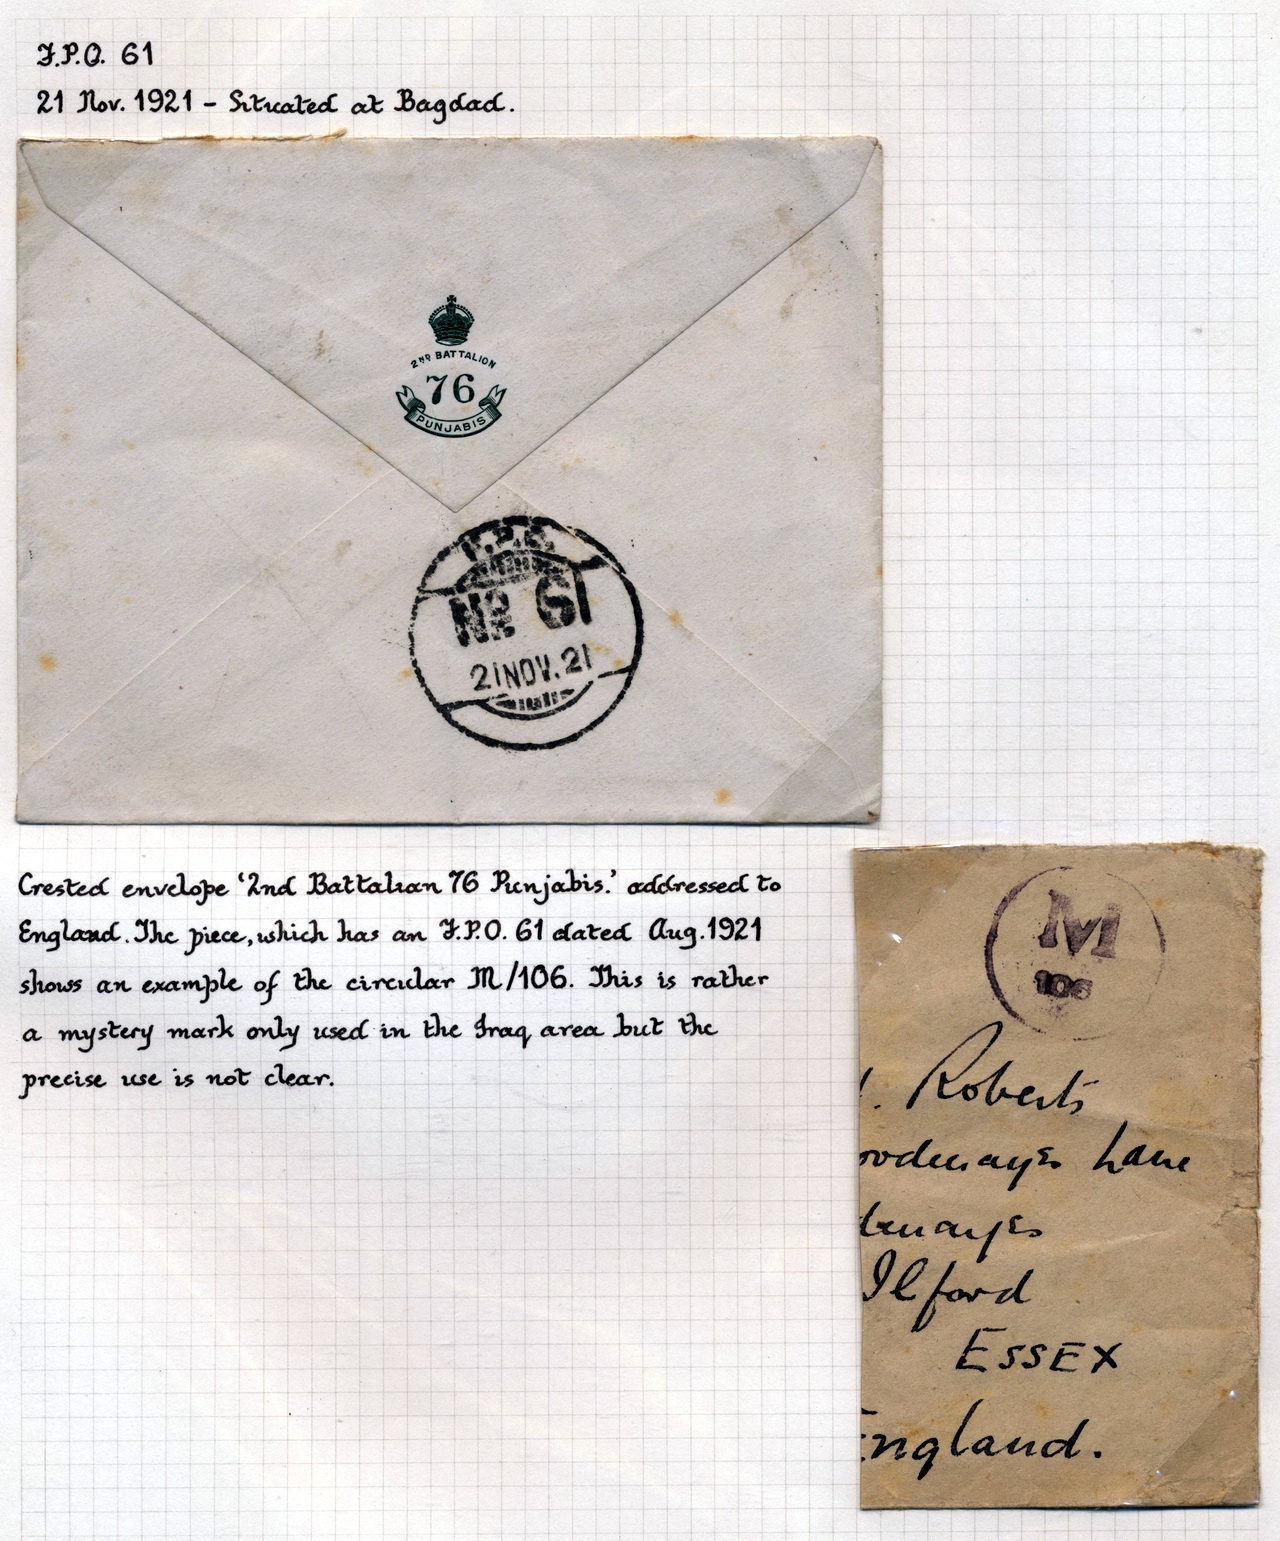 F.P.O. 61
21 Nov. 1921 - Situated at Bagdad.
2ND BATTALION
76
PUNJABIS
F.P.O.
No 61
21 NOV. 21
Crested envelope '2nd Battalian 76 Punjabis.' addressed to
England. The piece, which has an F.P.O. 61 dated Aug. 1921
shows an example of the circular M/106. This is rather
a mystery mark only used in the Iraq area but the
precise use is not clear.
M
106
Roberts
Lane
Ilford
ESSEX
England.